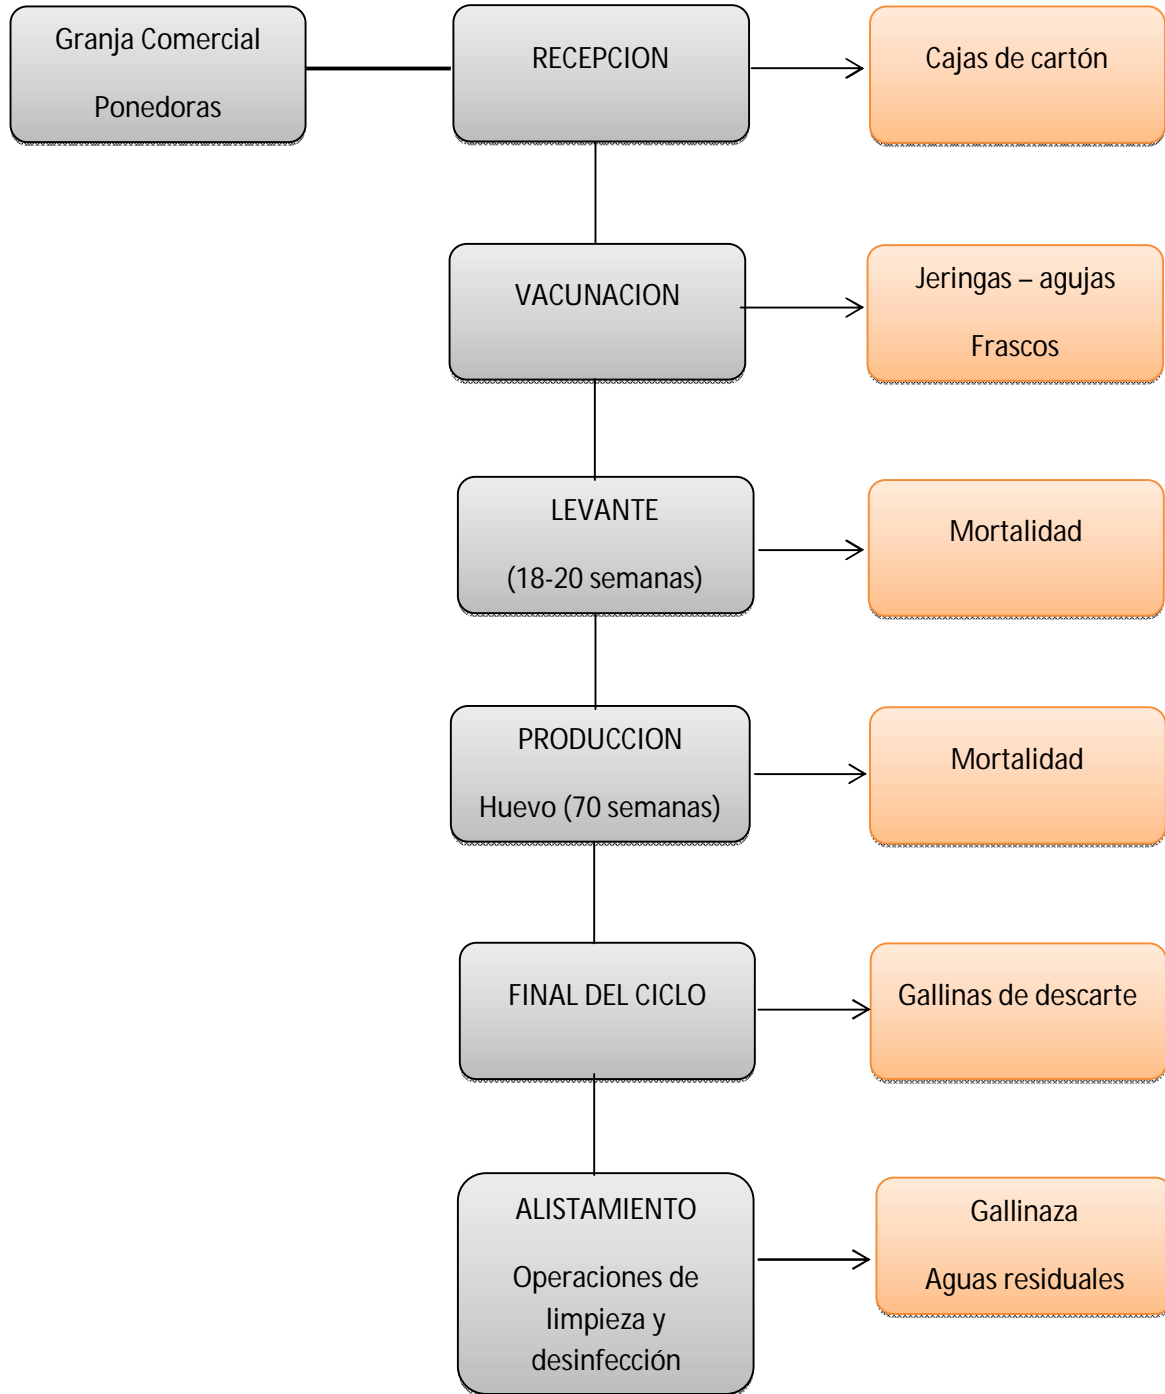 Granja Comercial
Ponedoras
RECEPCION
Cajas de cartón
VACUNACION
Jeringas – agujas
Frascos
LEVANTE
(18-20 semanas)
Mortalidad
PRODUCCION
Huevo (70 semanas)
Mortalidad
FINAL DEL CICLO
Gallinas de descarte
ALISTAMIENTO
Operaciones de
limpieza y
desinfección
Gallinaza
Aguas residuales